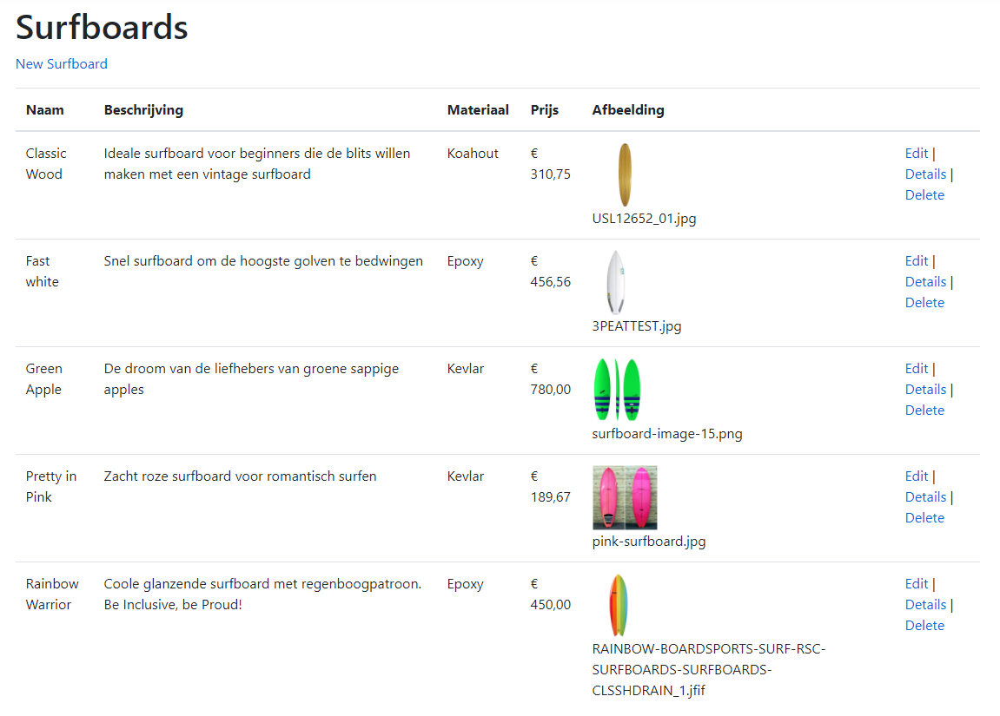 Surfboards
New Surfboard
Naam Beschrijving Materiaal Prijs Afbeelding
Classic Ideale surfboard voor beginners die de blits willen Koahout € Edit |
Wood maken met een vintage surfboard 310,75 Details |
Delete
USL12652_01.jpg
Fast Snel surfboard om de hoogste golven te bedwingen Epoxy € Edit |
white 456,56 Details |
Delete
3PEATTEST.jpg
Green De droom van de liefhebers van groene sappige Kevlar € Edit |
Apple apples 780,00 Details |
Delete
surfboard-image-15.png
Pretty in Zacht roze surfboard voor romantisch surfen Kevlar € Edit |
Pink 189,67 Details |
Delete
pink-surfboard.jpg
Rainbow Coole glanzende surfboard met regenboogpatroon. Epoxy € Edit |
Warrior Be Inclusive, be Proud! 450,00 Details |
Delete
RAINBOW-BOARDSPORTS-SURF-RSC-
SURFBOARDS-SURFBOARDS-
CLSSHDRAIN_1.jfif